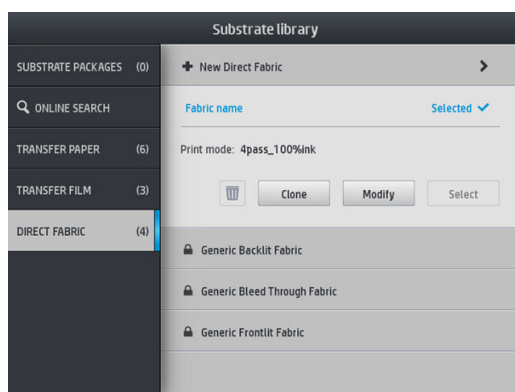 Substrate library
SUBSTRATE PACKAGES (0)
ONLINE SEARCH
TRANSFER PAPER (6)
TRANSFER FILM (3)
DIRECT FABRIC (4)
New Direct Fabric
Fabric name Selected
Print mode: 4pass_100%ink
Clone Modify Select
Generic Backlit Fabric
Generic Bleed Through Fabric
Generic Frontlit Fabric